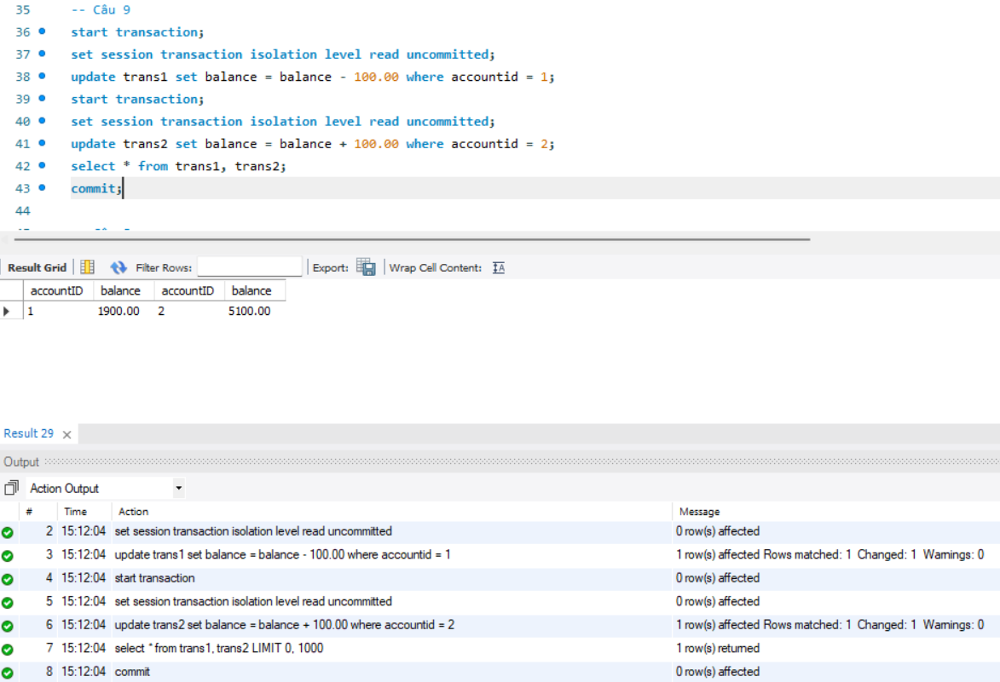 35 -- Câu 9
36 start transaction;
37 set session transaction isolation level read uncommitted;
38 update trans1 set balance = balance - 100.00 where accountid = 1;
39 start transaction;
40 set session transaction isolation level read uncommitted;
41 update trans2 set balance = balance + 100.00 where accountid = 2;
42 select * from trans1, trans2;
43 commit;
44
Result Grid Filter Rows: Export: Wrap Cell Content:
accountID balance accountID balance
1 1900.00 2 5100.00
Result 29
Output
Action Output
# Time Action Message
2 15:12:04 set session transaction isolation level read uncommitted 0 row(s) affected
3 15:12:04 update trans1 set balance = balance - 100.00 where accountid = 1 1 row(s) affected Rows matched: 1 Changed: 1 Warnings: 0
4 15:12:04 start transaction 0 row(s) affected
5 15:12:04 set session transaction isolation level read uncommitted 0 row(s) affected
6 15:12:04 update trans2 set balance = balance + 100.00 where accountid = 2 1 row(s) affected Rows matched: 1 Changed: 1 Warnings: 0
7 15:12:04 select * from trans1, trans2 LIMIT 0, 1000 1 row(s) returned
8 15:12:04 commit 0 row(s) affected